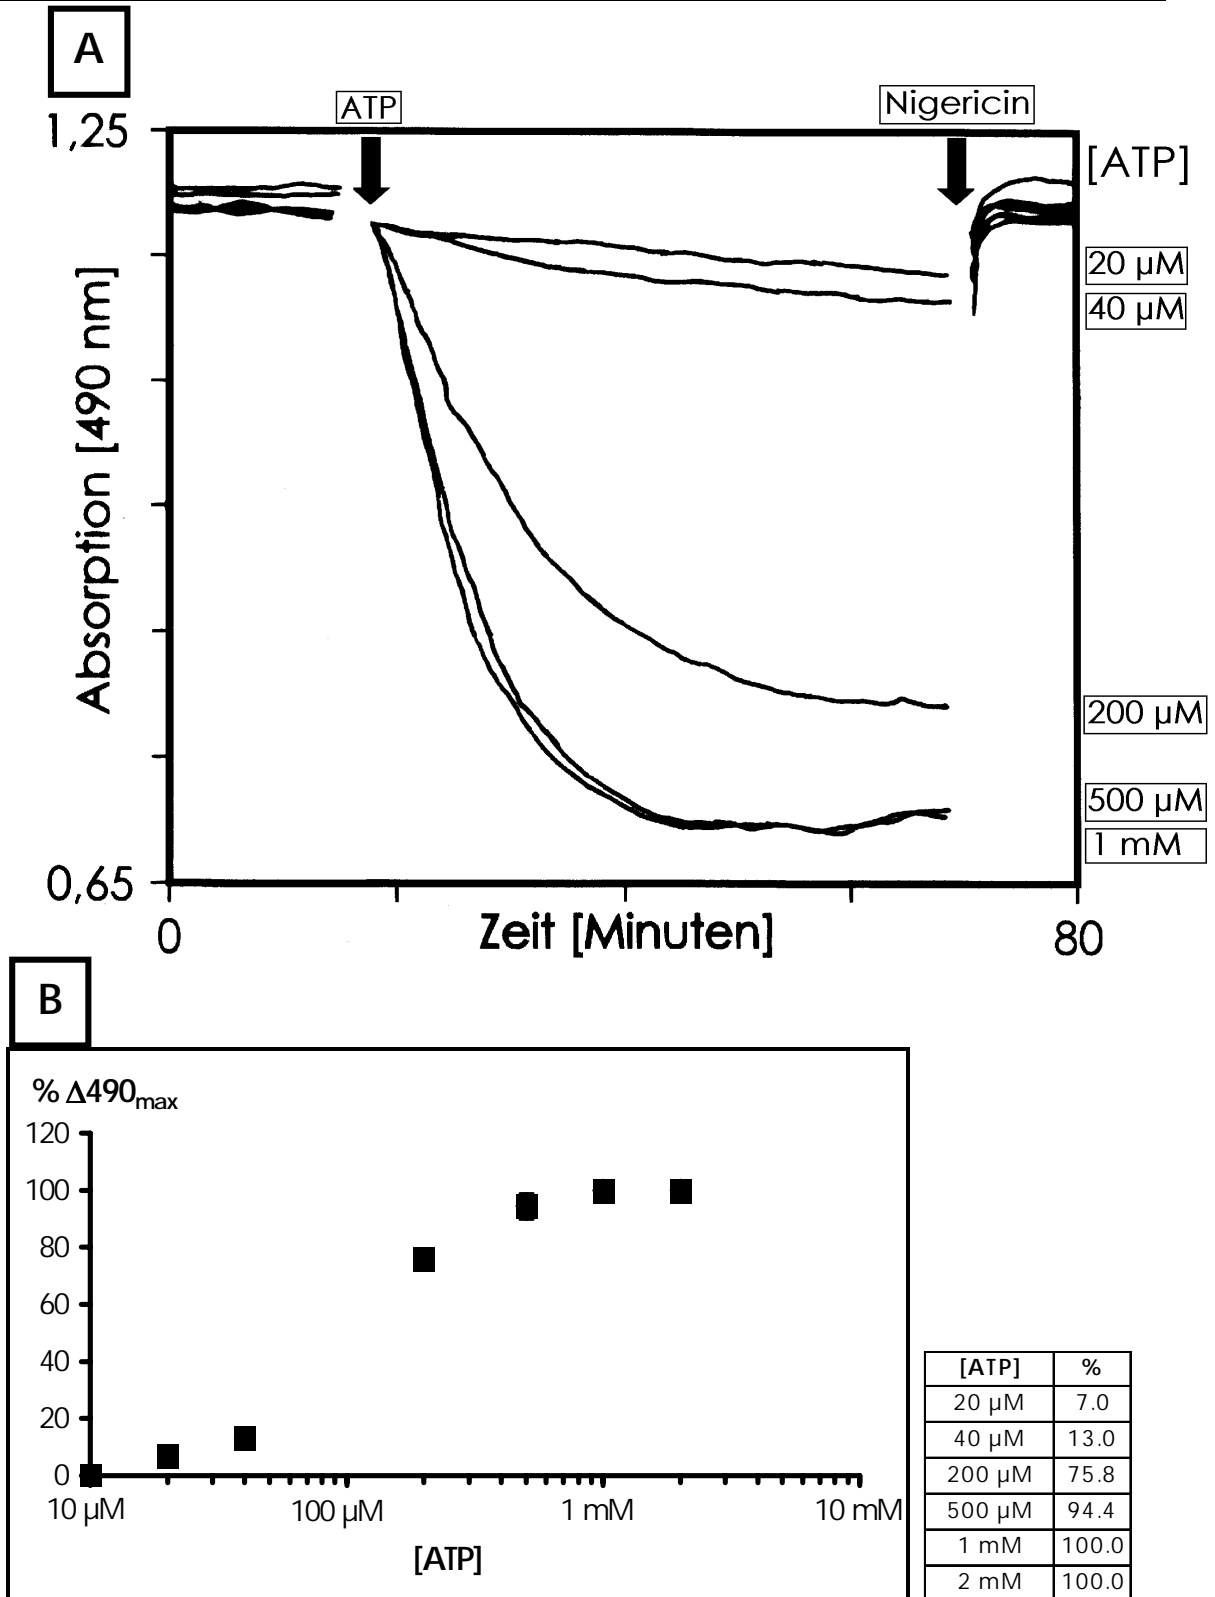 A
ATP
Nigericin
1,25
[ATP]
20 µM
40 µM
Absorption [490 nm]
200 µM
500 µM
1 mM
0,65
0
Zeit [Minuten]
80
B
% Δ490max
120
100
80
60
40
20
0
10 µM
100 µM
1 mM
10 mM
[ATP]
[ATP] %
20 µM 7.0
40 µM 13.0
200 µM 75.8
500 µM 94.4
1 mM 100.0
2 mM 100.0